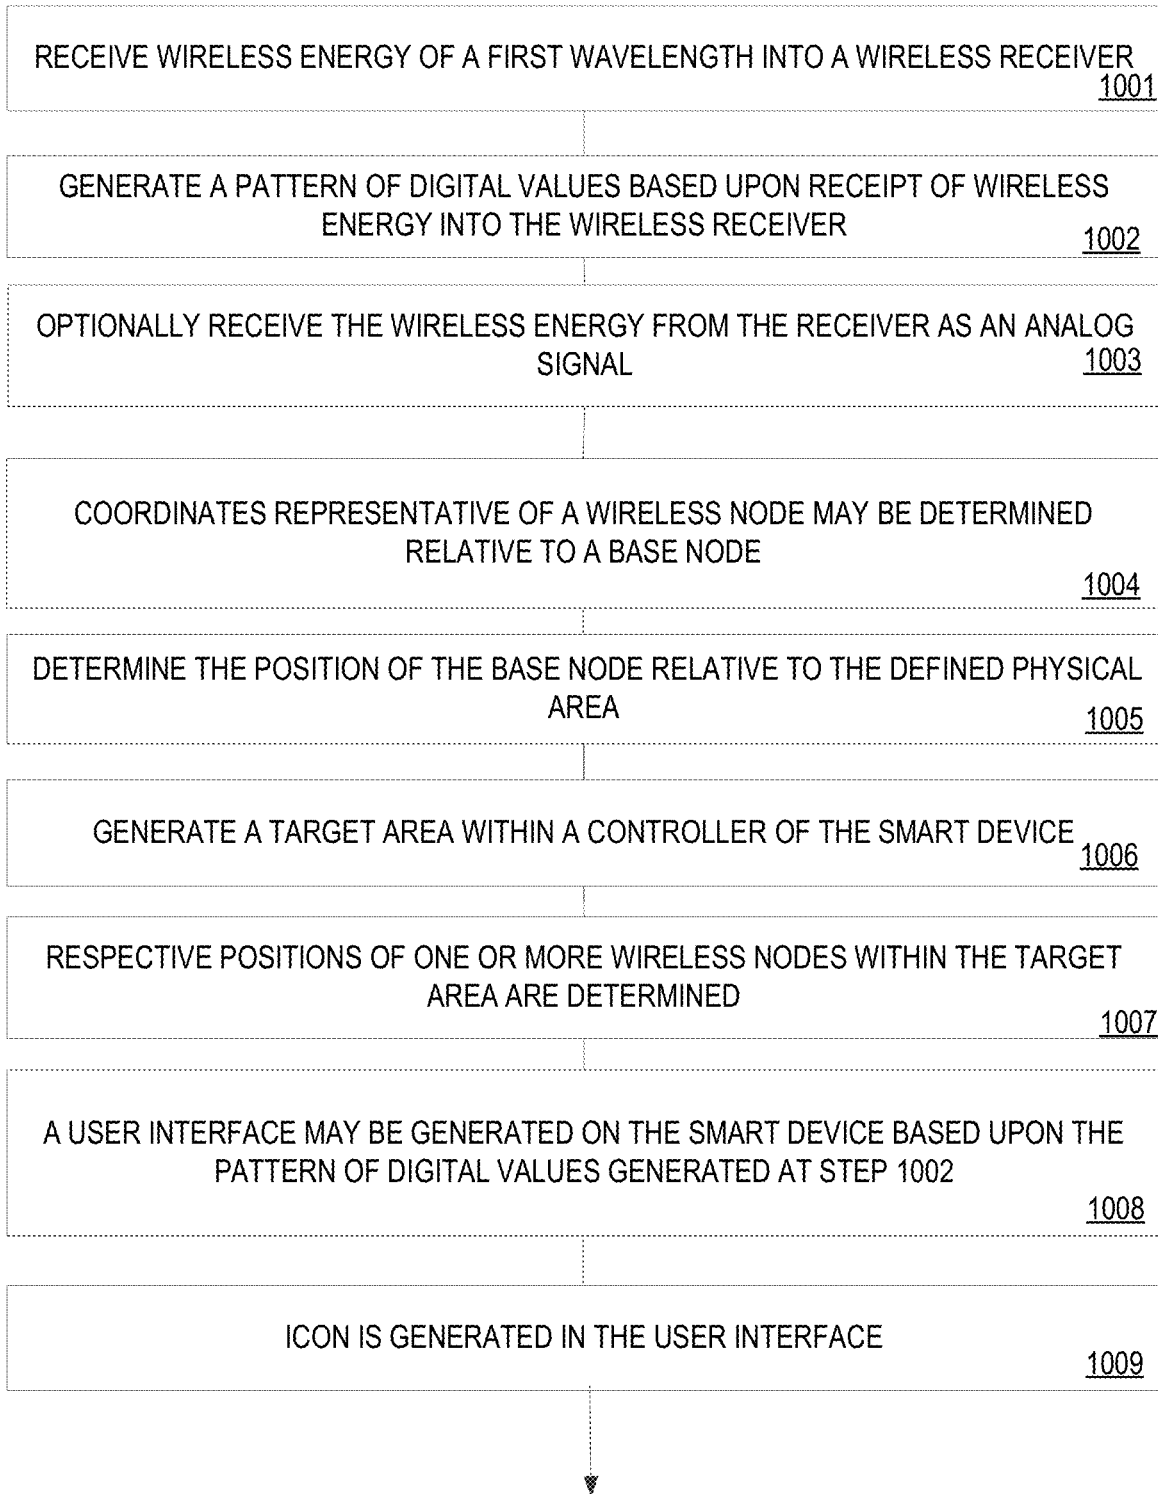 RECEIVE WIRELESS ENERGY OF A FIRST WAVELENGTH INTO A WIRELESS RECEIVER
1001
GENERATE A PATTERN OF DIGITAL VALUES BASED UPON RECEIPT OF WIRELESS
ENERGY INTO THE WIRELESS RECEIVER
1002
OPTIONALLY RECEIVE THE WIRELESS ENERGY FROM THE RECEIVER AS AN ANALOG
SIGNAL
1003
COORDINATES REPRESENTATIVE OF A WIRELESS NODE MAY BE DETERMINED
RELATIVE TO A BASE NODE
1004
DETERMINE THE POSITION OF THE BASE NODE RELATIVE TO THE DEFINED PHYSICAL
AREA
1005
GENERATE A TARGET AREA WITHIN A CONTROLLER OF THE SMART DEVICE
1006
RESPECTIVE POSITIONS OF ONE OR MORE WIRELESS NODES WITHIN THE TARGET
AREA ARE DETERMINED
1007
A USER INTERFACE MAY BE GENERATED ON THE SMART DEVICE BASED UPON THE
PATTERN OF DIGITAL VALUES GENERATED AT STEP 1002
1008
ICON IS GENERATED IN THE USER INTERFACE
1009